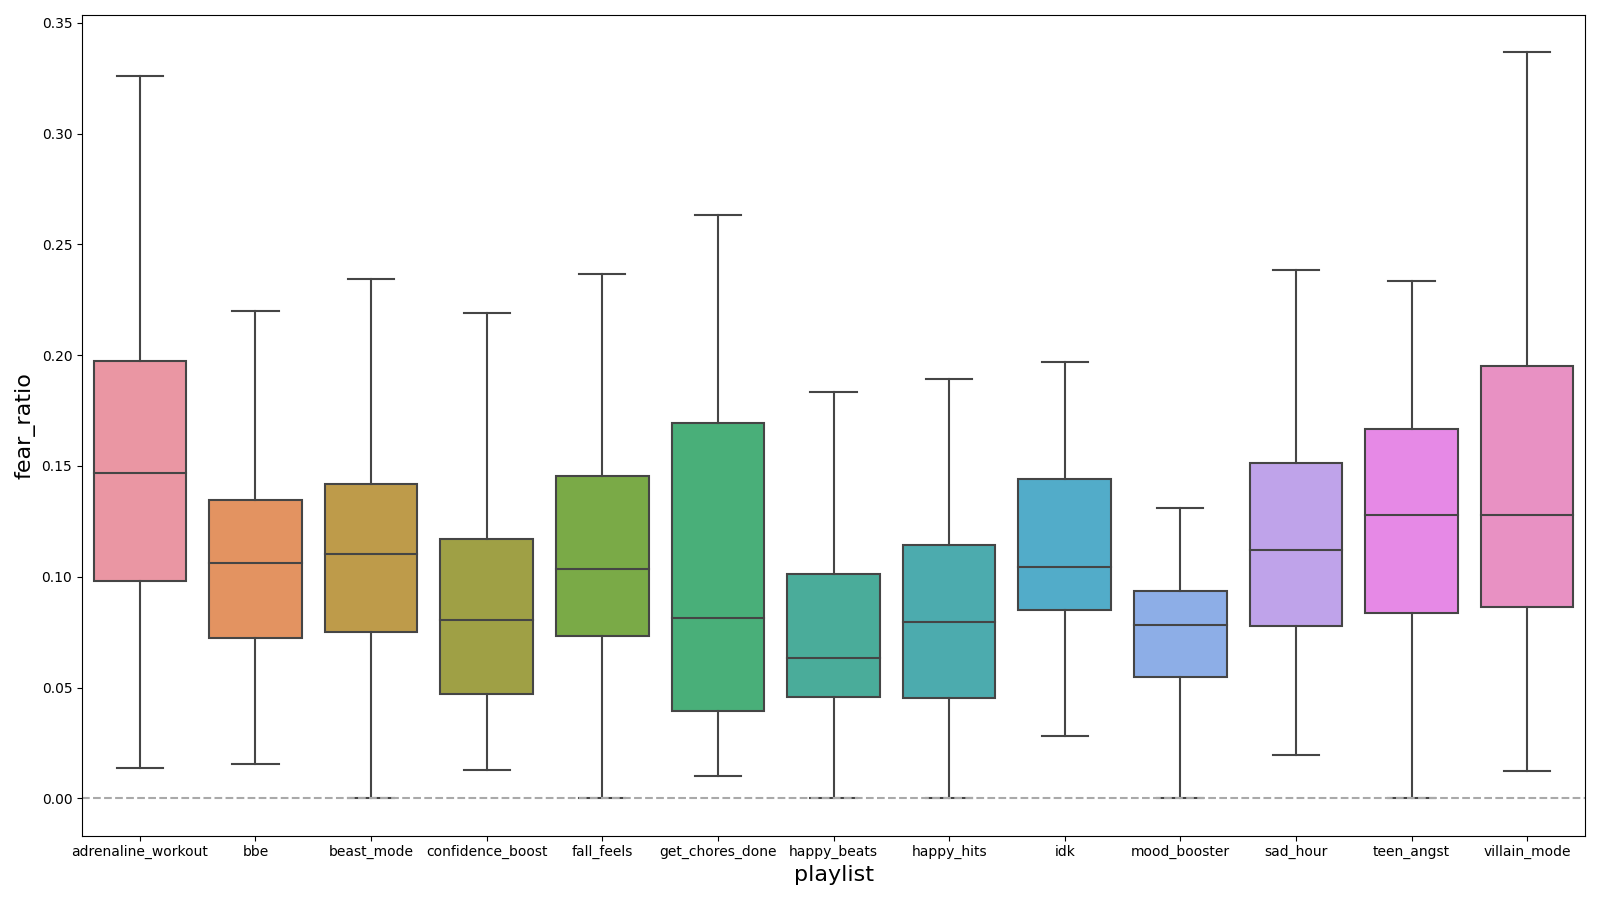 0.35
0.30
0.25
0.20
0.15
0.10
0.05
0.00
fear_ratio
adrenaline_workout bbe beast_mode confidence_boost fall_feels get_chores_done happy_beats happy_hits idk mood_booster sad_hour teen_angst villain_mode
playlist